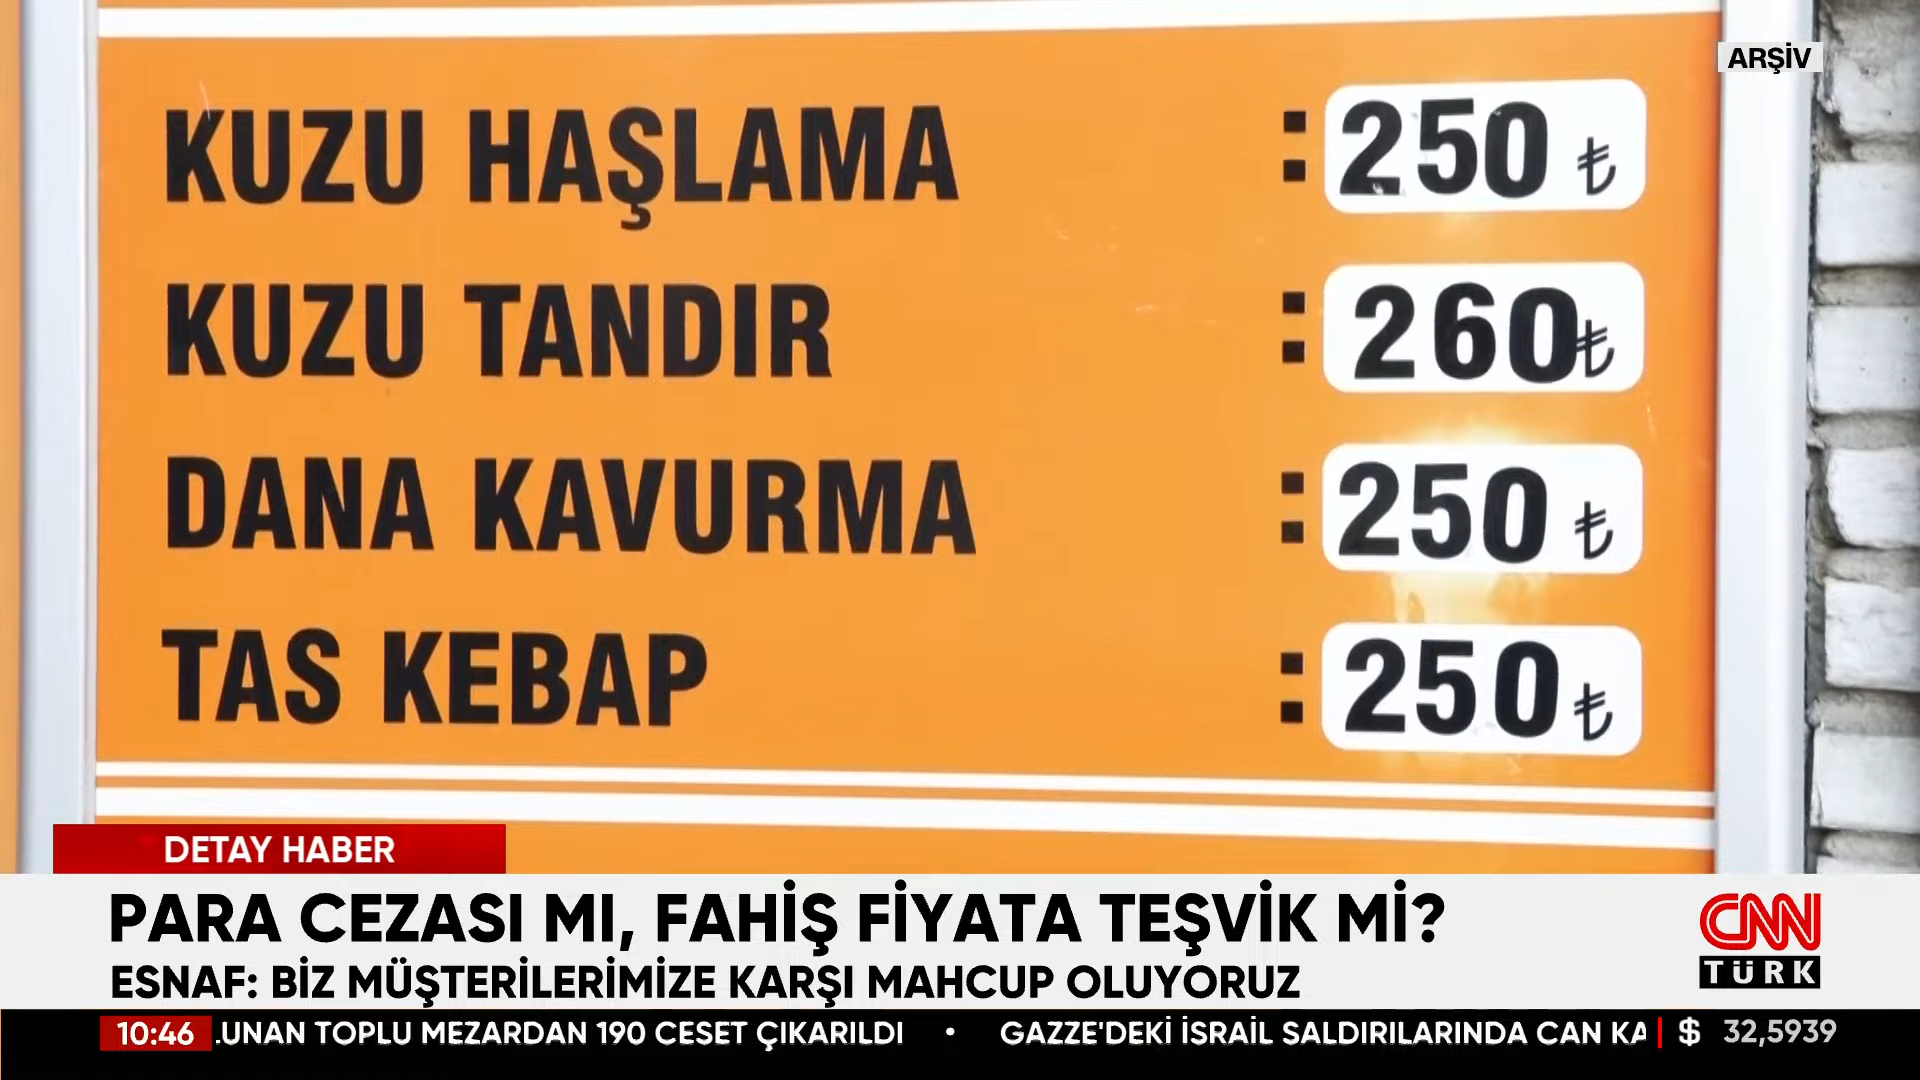 ARŞİV
KUZU HAŞLAMA : 250 ₺
KUZU TANDIR : 260 ₺
DANA KAVURMA : 250 ₺
TAS KEBAP : 250 ₺
DETAY HABER
PARA CEZASI MI, FAHİŞ FİYATA TEŞVİK Mİ?
ESNAF: BİZ MÜŞTERİLERİMİZE KARŞI MAHCUP OLUYORUZ
CNN
TÜRK
10:46 .UNAN TOPLU MEZARDAN 190 CESET ÇIKARILDI • GAZZE'DEKİ İSRAİL SALDIRILARINDA CAN KA $ 32,5939